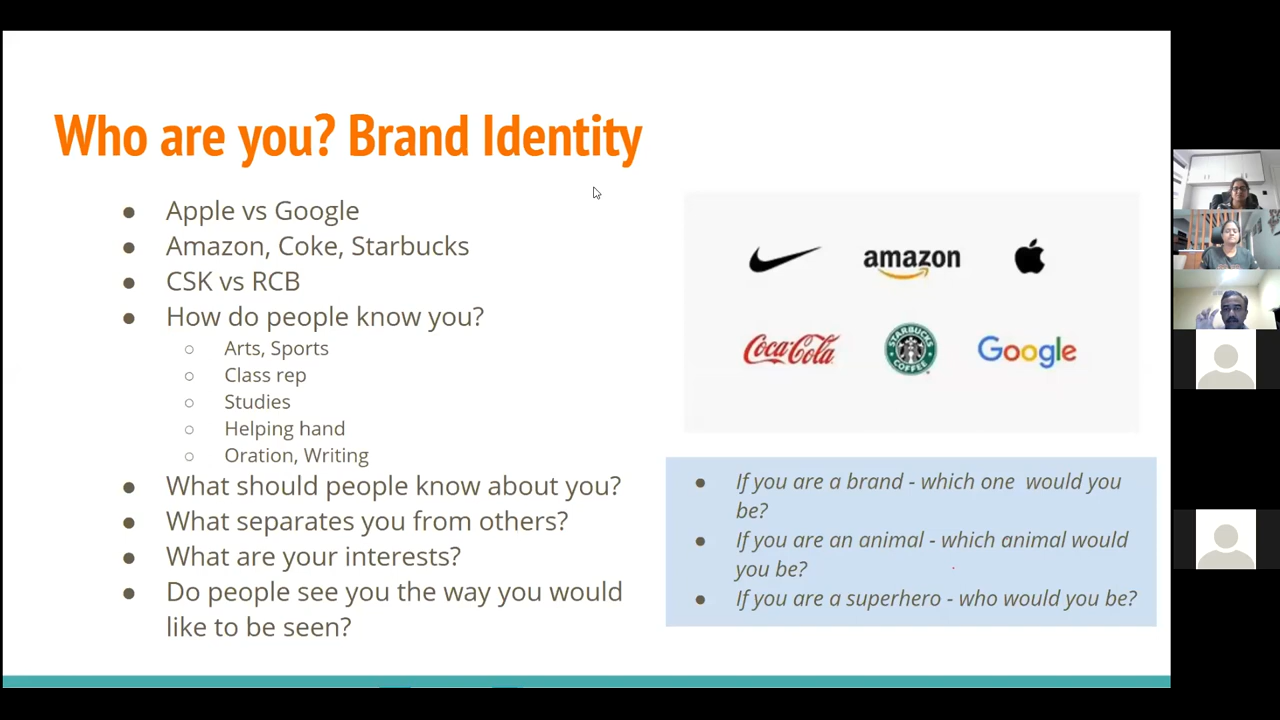 Who are you? Brand Identity
● Apple vs Google
● Amazon, Coke, Starbucks
● CSK vs RCB
● How do people know you?
○ Arts, Sports
○ Class rep
○ Studies
○ Helping hand
○ Oration, Writing
● What should people know about you?
● What separates you from others?
● What are your interests?
● Do people see you the way you would
like to be seen?
amazon
Coca-Cola
STARBUCKS
COFFEE
Google
● If you are a brand - which one would you
be?
● If you are an animal - which animal would
you be?
● If you are a superhero - who would you be?